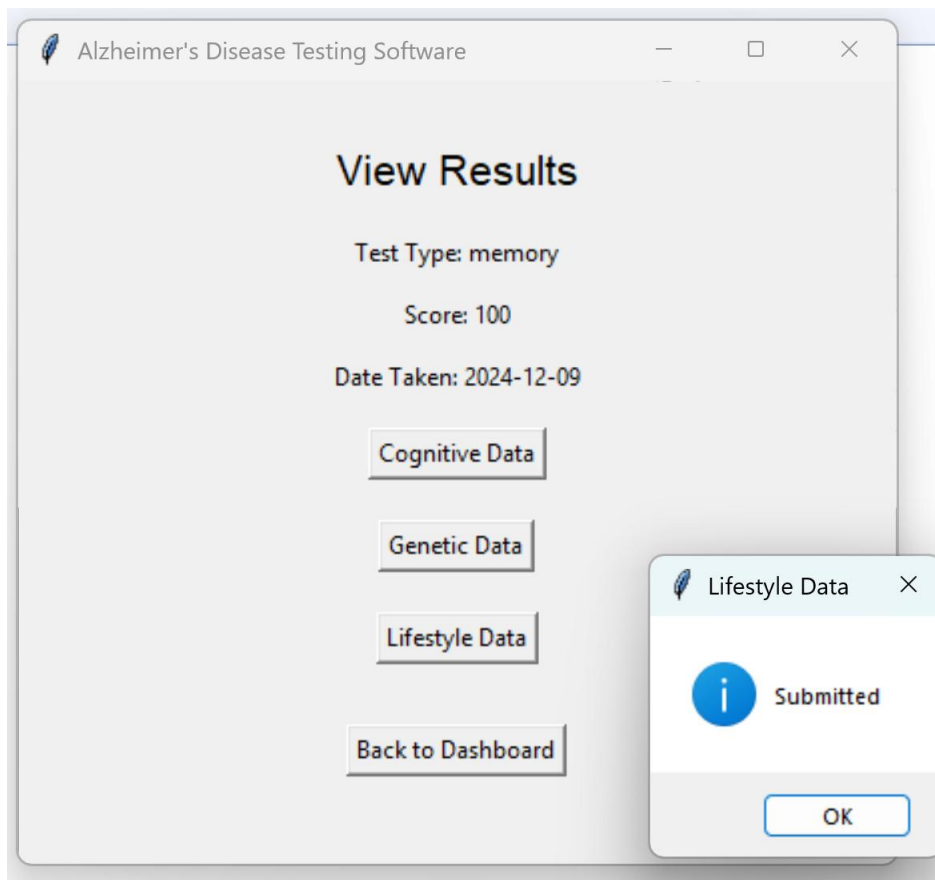 Alzheimer's Disease Testing Software
View Results
Test Type: memory
Score: 100
Date Taken: 2024-12-09
Cognitive Data
Genetic Data
Lifestyle Data
Back to Dashboard
Lifestyle Data
Submitted
OK